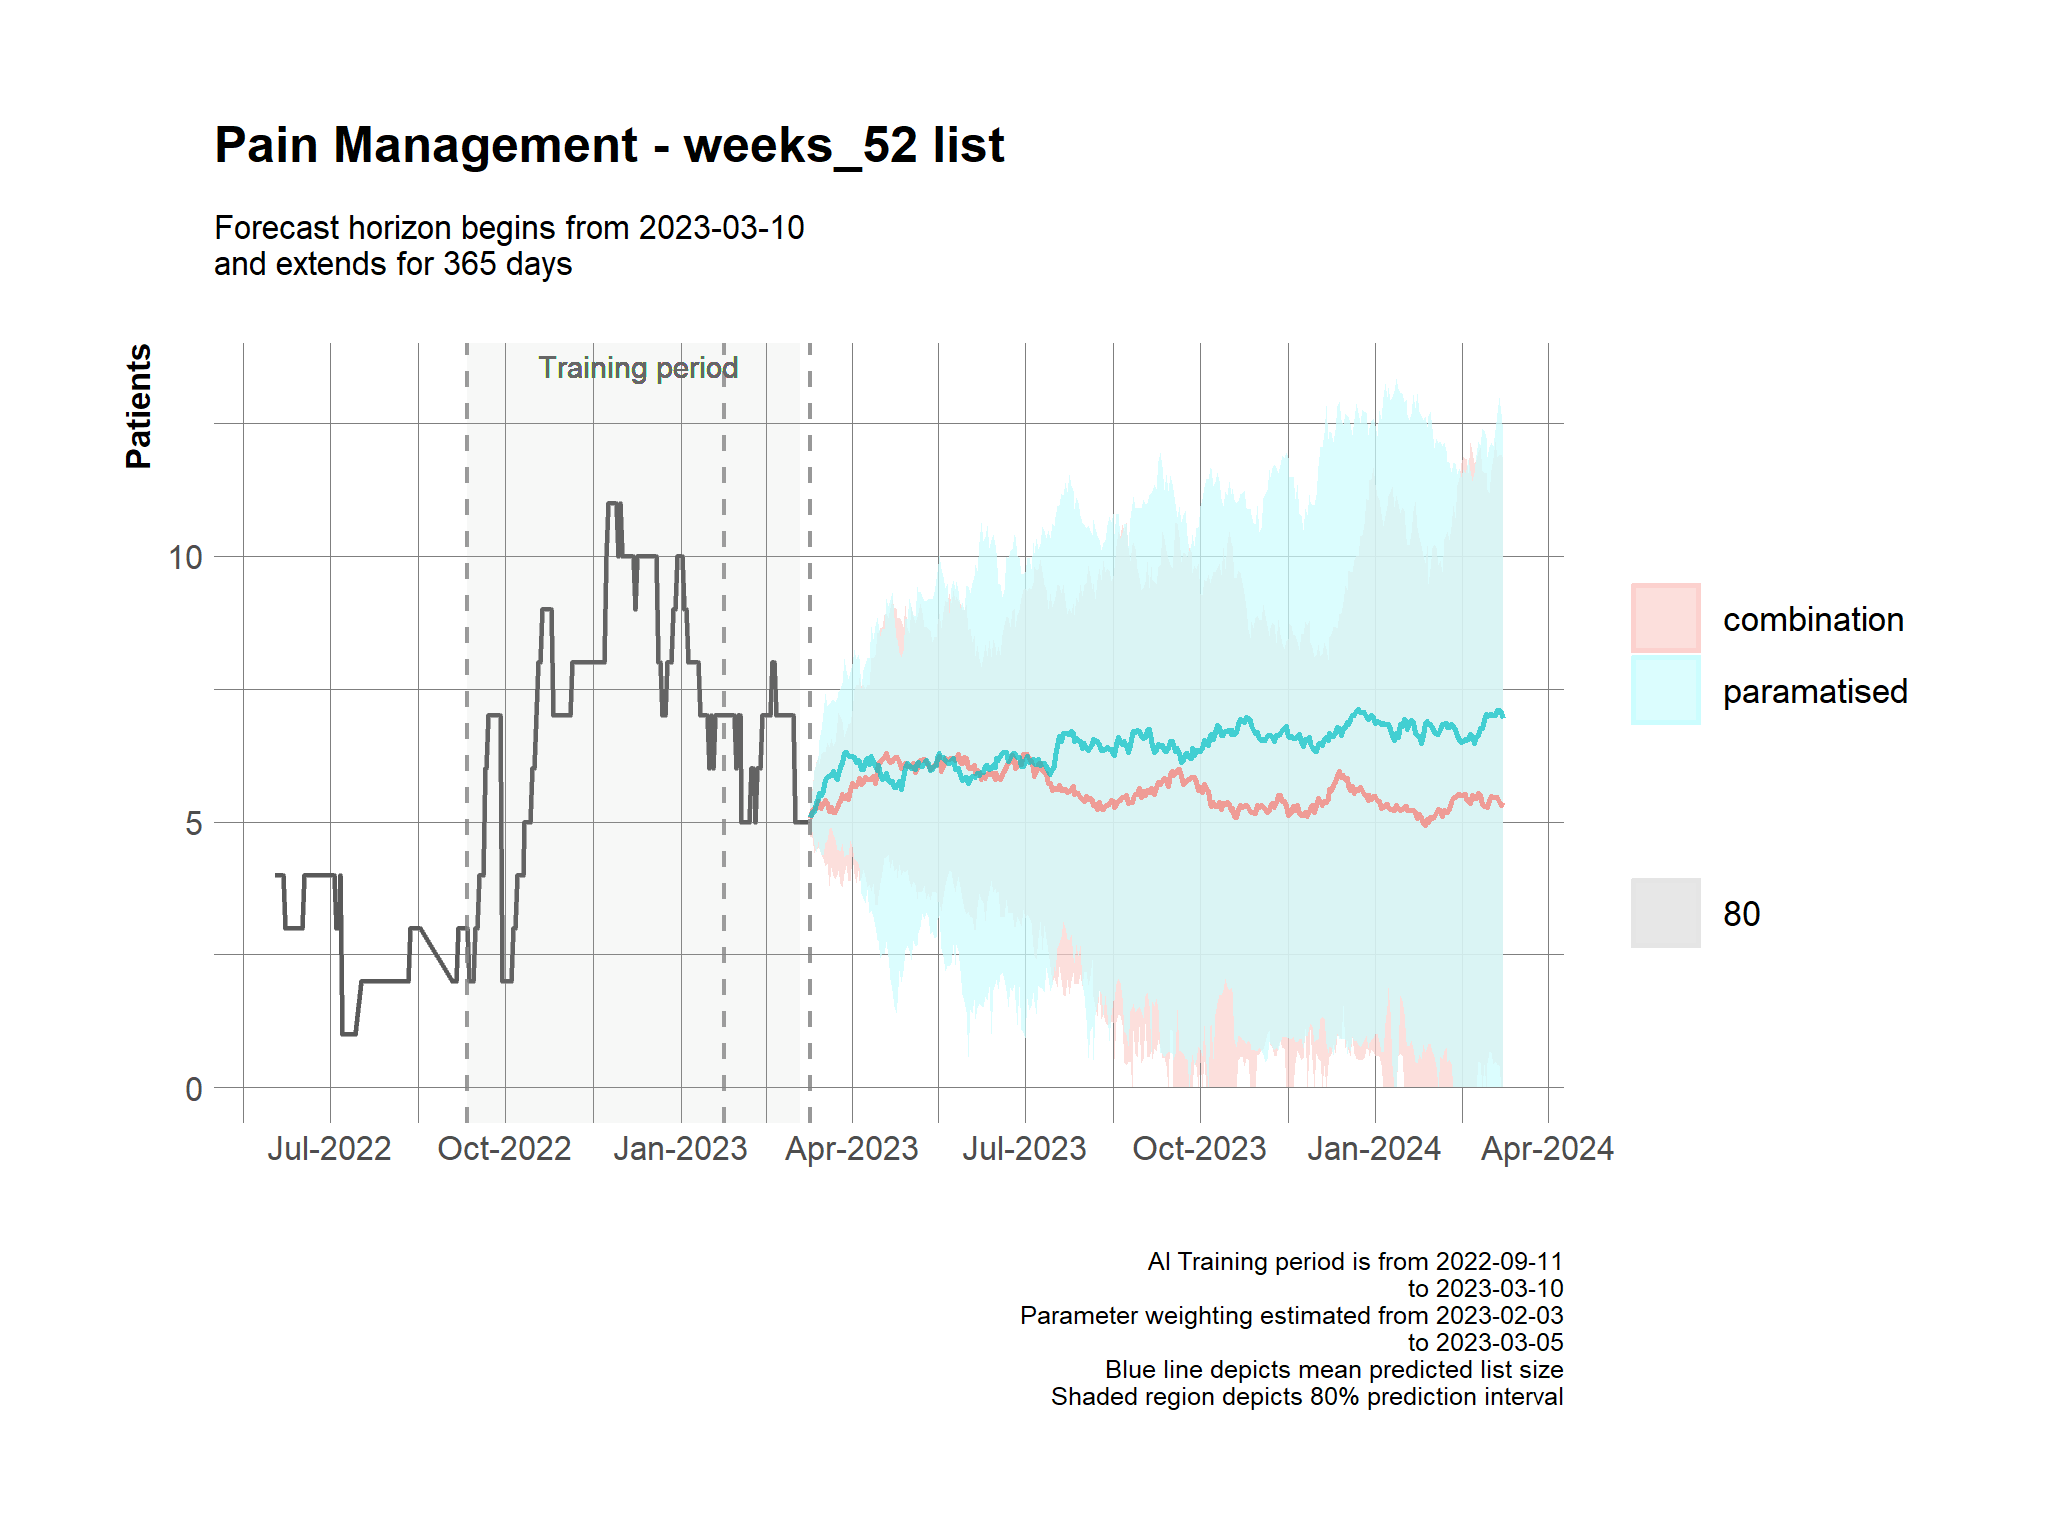 Pain Management - weeks_52 list
Forecast horizon begins from 2023-03-10
and extends for 365 days
Patients
Training period
10
5
0
Jul-2022
Oct-2022
Jan-2023
Apr-2023
Jul-2023
Oct-2023
Jan-2024
Apr-2024
combination
paramatised
80
AI Training period is from 2022-09-11
to 2023-03-10
Parameter weighting estimated from 2023-02-03
to 2023-03-05
Blue line depicts mean predicted list size
Shaded region depicts 80% prediction interval